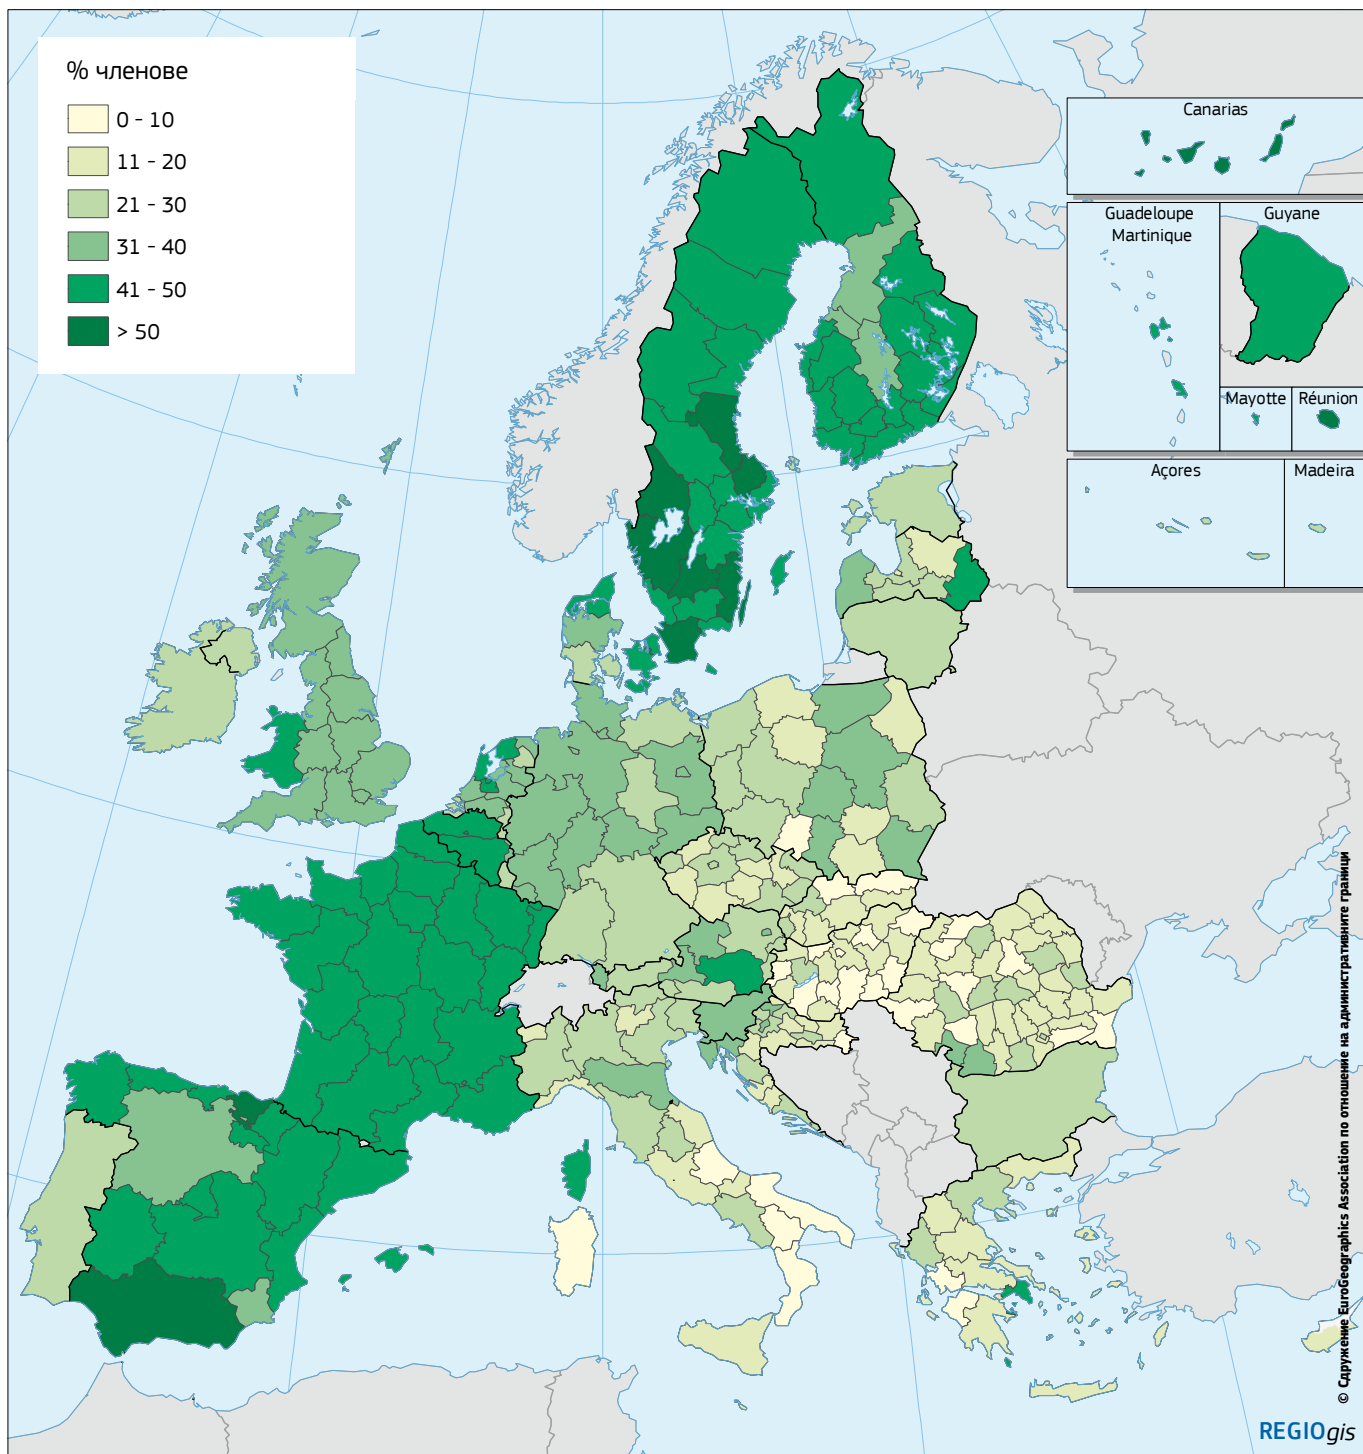 % членове
0 - 10
11 - 20
21 - 30
31 - 40
41 - 50
> 50
Canarias
Guadeloupe
Martinique
Guyane
Mayotte
Réunion
Açores
Madeira
© Сдружение EuroGeographics Association по отношение на административните граници
REGIOgis